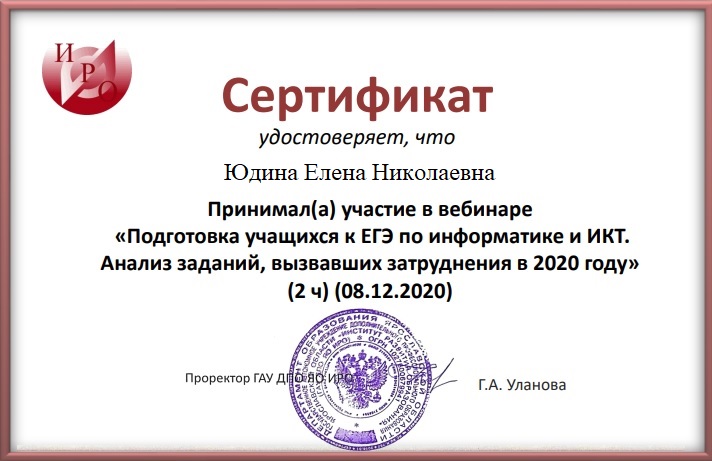 ИРО
Сертификат
удостоверяет, что
Юдина Елена Николаевна
Принимал(а) участие в вебинаре
«Подготовка учащихся к ЕГЭ по информатике и ИКТ.
Анализ заданий, вызвавших затруднения в 2020 году»
(2 ч) (08.12.2020)
Проректор ГАУ ДПО ЯО ИРО
Г.А. Уланова